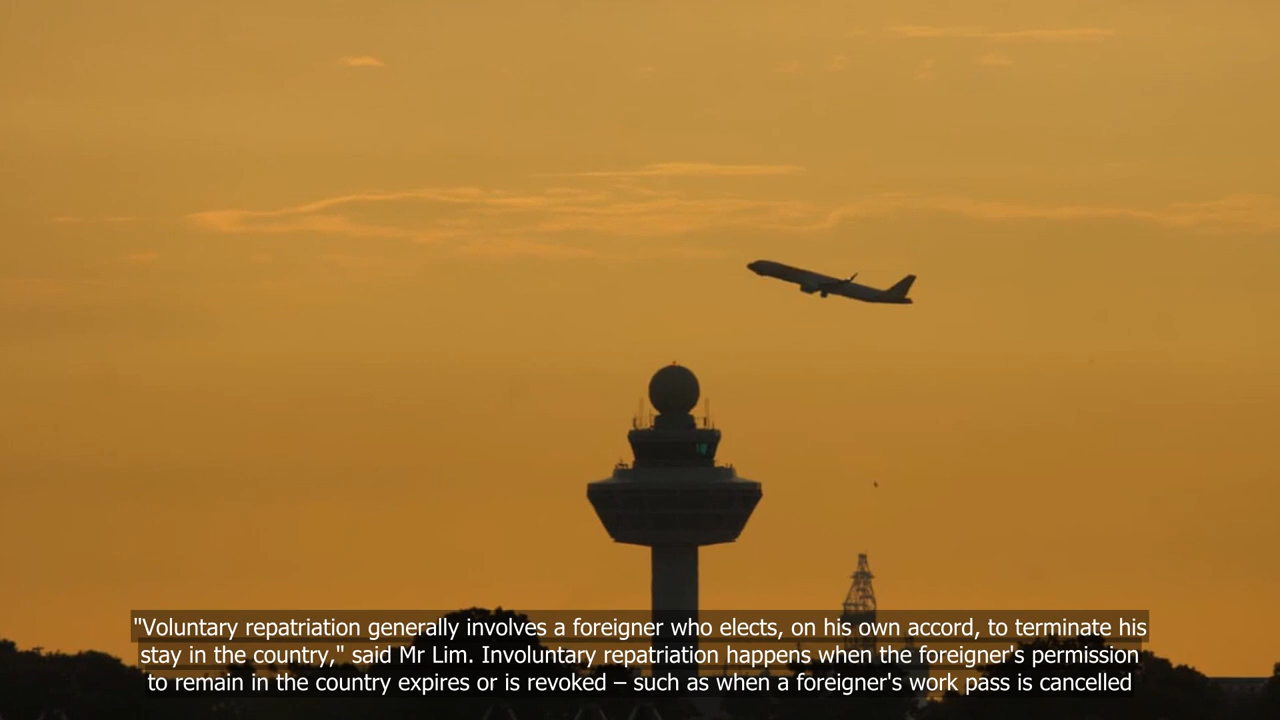 "Voluntary repatriation generally involves a foreigner who elects, on his own accord, to terminate his
stay in the country," said Mr Lim. Involuntary repatriation happens when the foreigner's permission
to remain in the country expires or is revoked – such as when a foreigner's work pass is cancelled